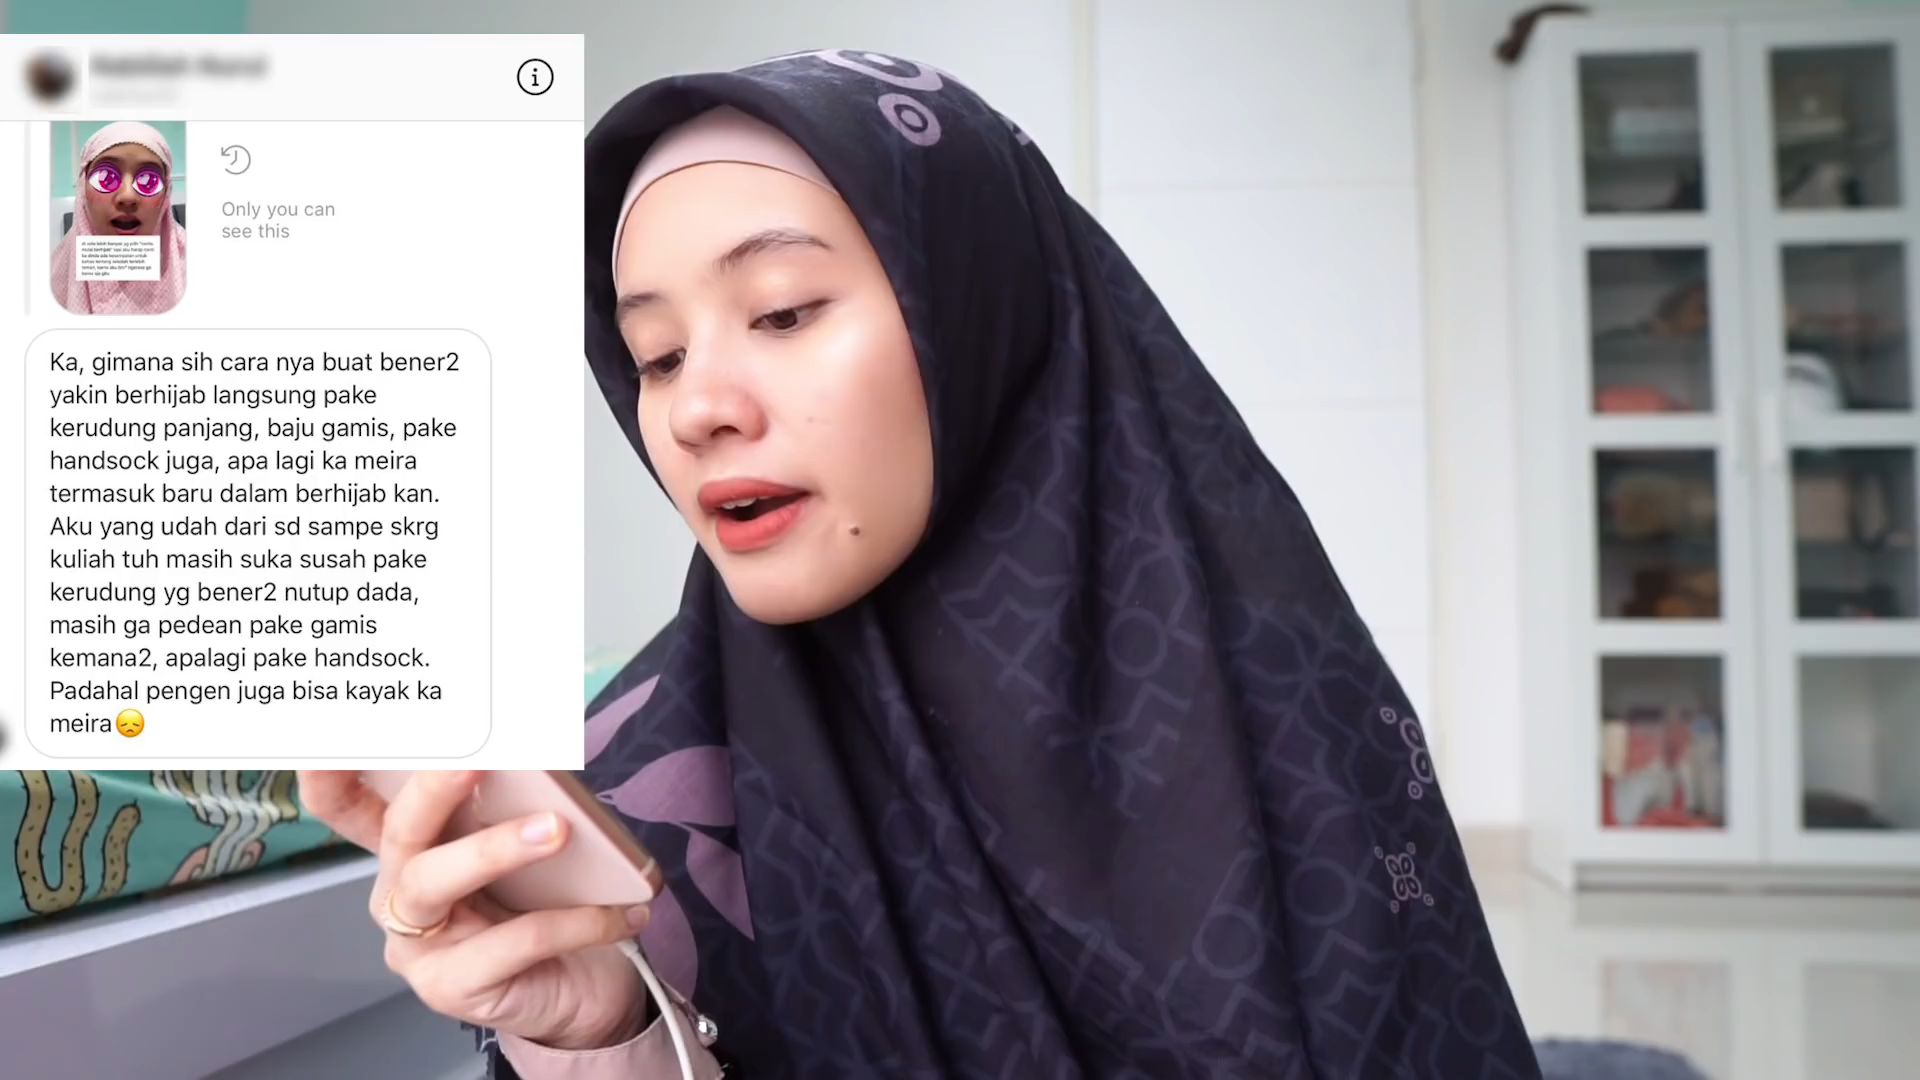 Only you can
see this
Ka, gimana sih cara nya buat bener2
yakin berhijab langsung pake
kerudung panjang, baju gamis, pake
handsock juga, apa lagi ka meira
termasuk baru dalam berhijab kan.
Aku yang udah dari sd sampe skrg
kuliah tuh masih suka susah pake
kerudung yg bener2 nutup dada,
masih ga pedean pake gamis
kemana2, apalagi pake handsock.
Padahal pengen juga bisa kayak ka
meira😞